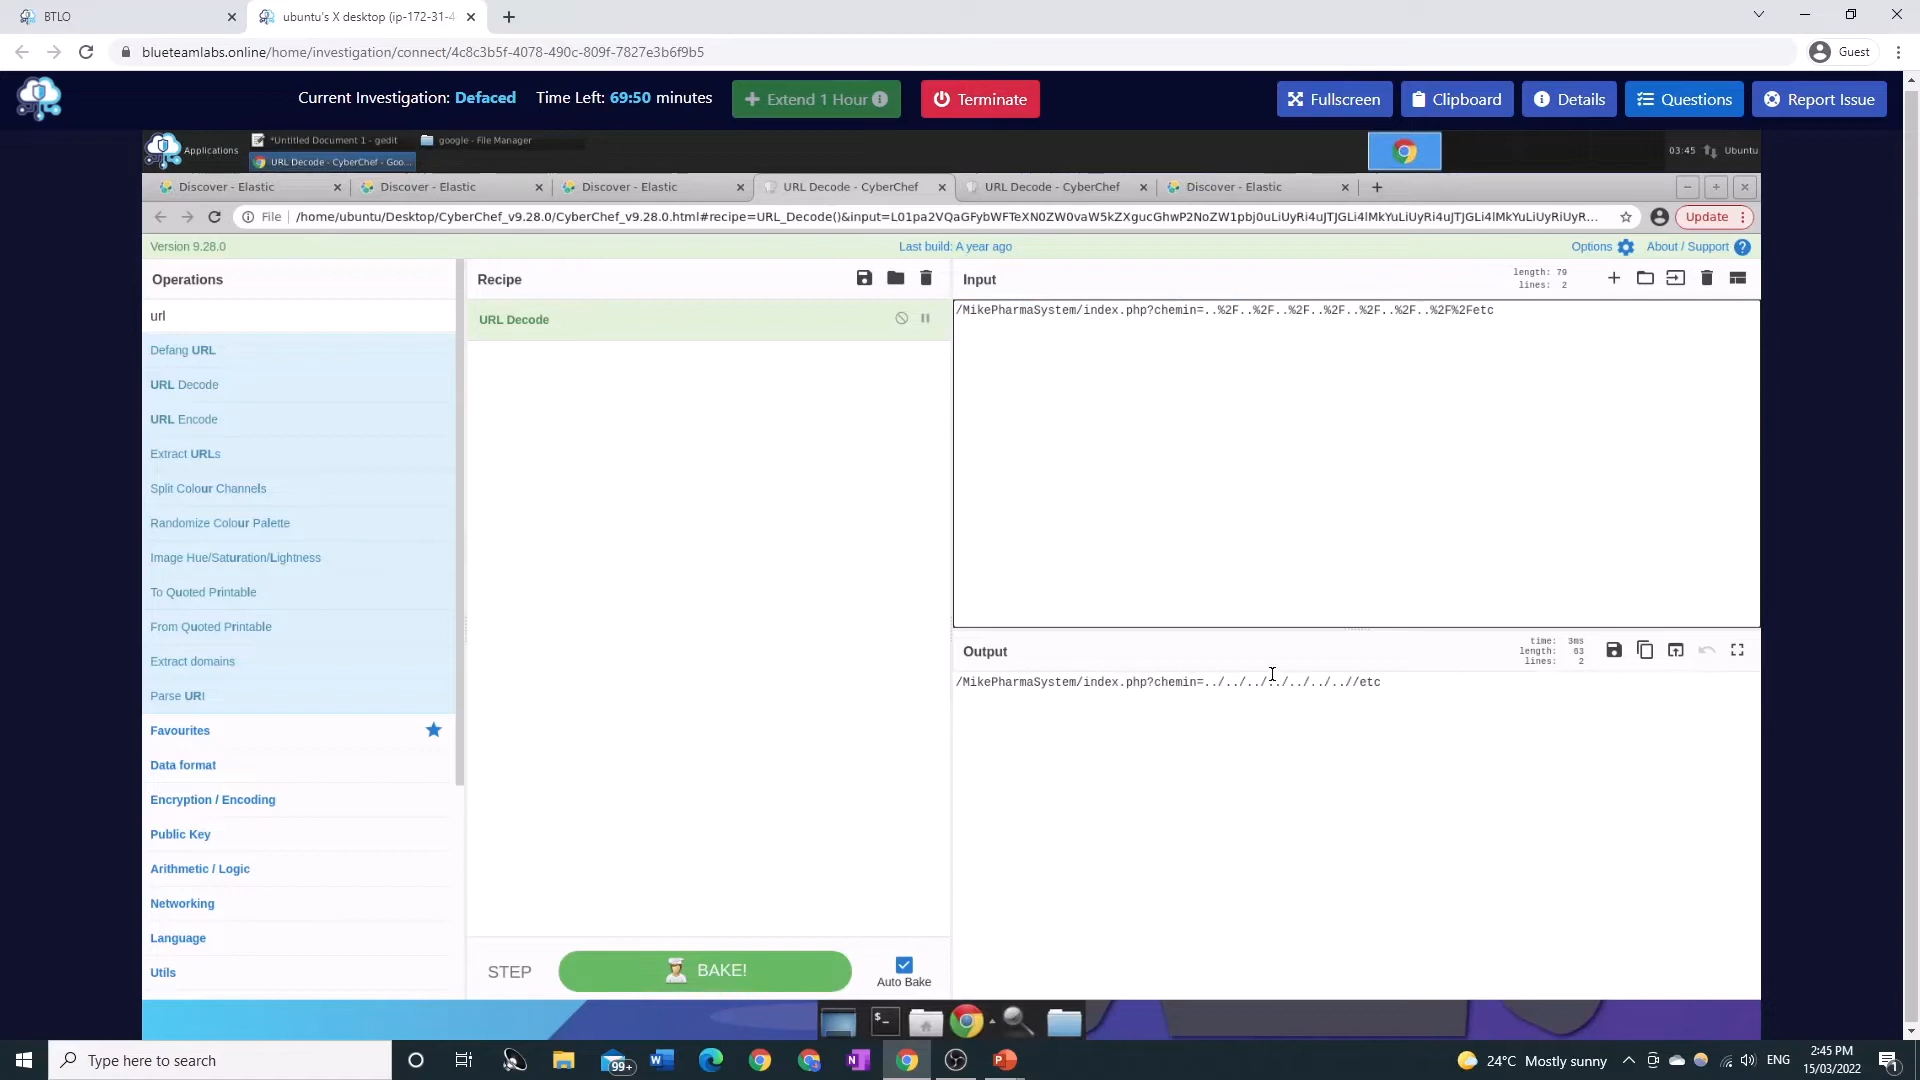 BTLO
ubuntu's X desktop (ip-172-31-4
blueteamlabs.online/home/investigation/connect/4c8c3b5f-4078-490c-809f-7827e3b6f9b5
Guest
Current Investigation: Defaced
Time Left: 69:50 minutes
Extend 1 Hour
Terminate
Fullscreen
Clipboard
Details
Questions
Report Issue
Applications
*Untitled Document 1 - gedit
google - File Manager
URL Decode - CyberChef - Goo...
03:45
Ubuntu
Discover - Elastic
Discover - Elastic
Discover - Elastic
URL Decode - CyberChef
URL Decode - CyberChef
Discover - Elastic
File
/home/ubuntu/Desktop/CyberChef_v9.28.0/CyberChef_v9.28.0.html#recipe=URL_Decode()&input=L01pa2VQaGFybWFTeXN0ZW0vaW5kZXgucGhwP2NoZW1pbj0uLiUyRi4uJTJGLi4lMkYuLiUyRi4uJTJGLi4lMkYuLiUyRiUyR...
Update
Version 9.28.0
Last build: A year ago
Options
About / Support
Operations
Recipe
Input
length: 79
lines: 2
url
URL Decode
/MikePharmaSystem/index.php?chemin=..%2F..%2F..%2F..%2F..%2F..%2F..%2F%2Fetc
Defang URL
URL Decode
URL Encode
Extract URLs
Split Colour Channels
Randomize Colour Palette
Image Hue/Saturation/Lightness
To Quoted Printable
From Quoted Printable
Extract domains
Parse URI
Favourites
Data format
Encryption / Encoding
Public Key
Arithmetic / Logic
Networking
Language
Utils
Output
time: 3ms
length: 63
lines: 2
/MikePharmaSystem/index.php?chemin=../../../../../../..//etc
STEP
BAKE!
Auto Bake
Type here to search
99+
24°C Mostly sunny
ENG
2:45 PM
15/03/2022
1